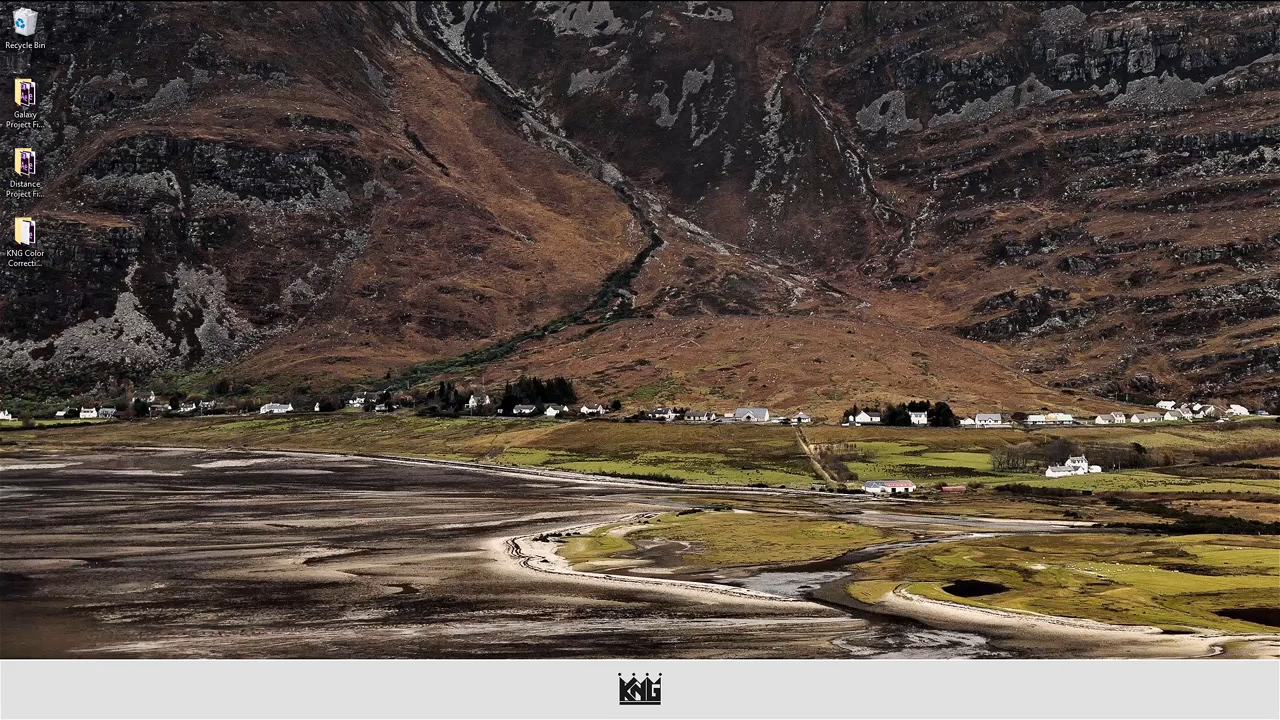 Recycle Bin
Galaxy
Project Fi...
Distance
Project Fi...
KNG Color
Correcti...
KNG